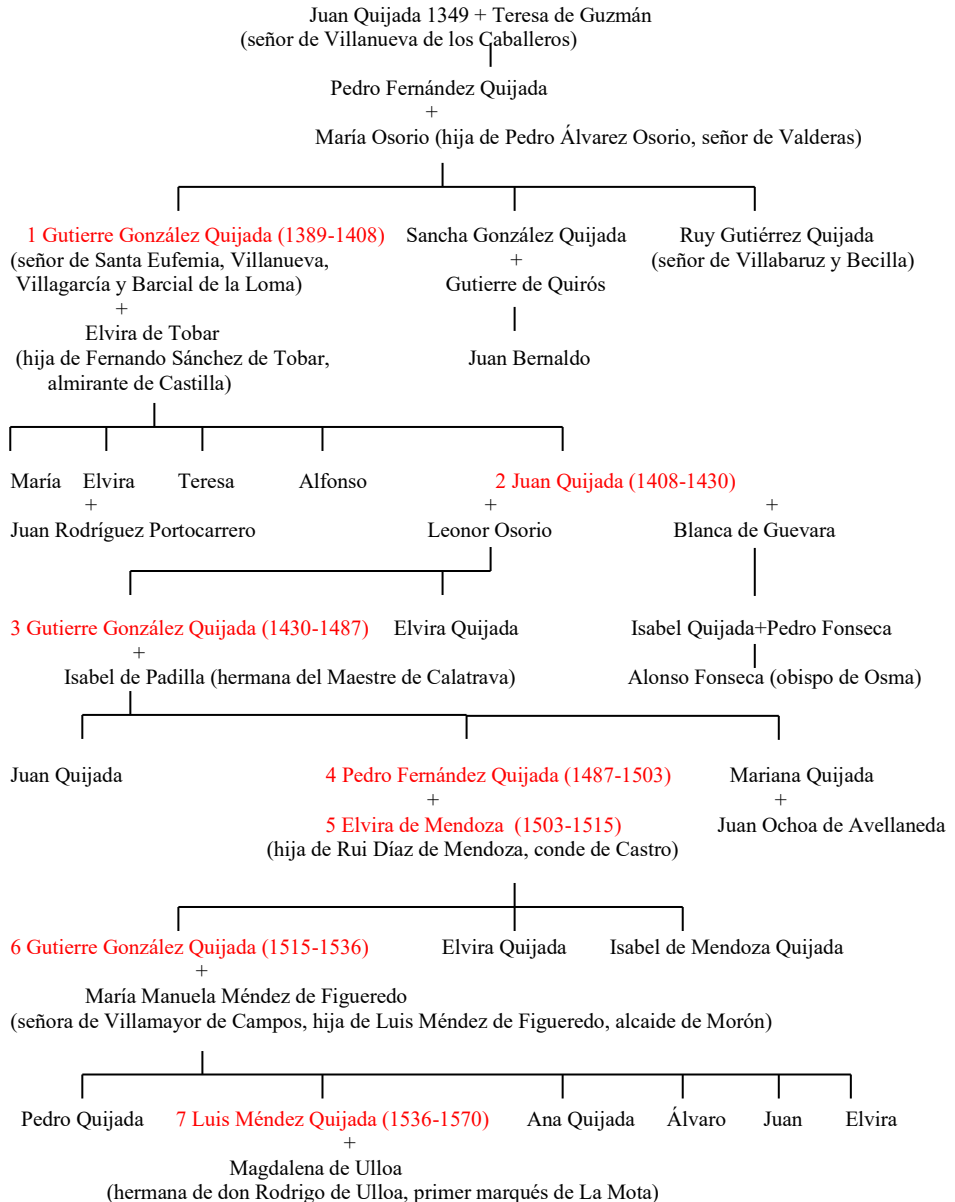 Juan Quijada 1349 + Teresa de Guzmán
(señor de Villanueva de los Caballeros)
Pedro Fernández Quijada
+
María Osorio (hija de Pedro Álvarez Osorio, señor de Valderas)
1 Gutierre González Quijada (1389-1408) Sancha González Quijada Ruy Gutiérrez Quijada
(señor de Santa Eufemia, Villanueva, + (señor de Villabaruz y Becilla)
Villagarcía y Barcial de la Loma) Gutierre de Quirós
+
Elvira de Tobar
(hija de Fernando Sánchez de Tobar, Juan Bernaldo
almirante de Castilla)
María Elvira Teresa Alfonso 2 Juan Quijada (1408-1430)
+ + +
Juan Rodríguez Portocarrero Leonor Osorio Blanca de Guevara
3 Gutierre González Quijada (1430-1487) Elvira Quijada Isabel Quijada+Pedro Fonseca
+
Isabel de Padilla (hermana del Maestre de Calatrava) Alonso Fonseca (obispo de Osma)
Juan Quijada 4 Pedro Fernández Quijada (1487-1503) Mariana Quijada
+ +
5 Elvira de Mendoza (1503-1515) Juan Ochoa de Avellaneda
(hija de Rui Díaz de Mendoza, conde de Castro)
6 Gutierre González Quijada (1515-1536) Elvira Quijada Isabel de Mendoza Quijada
+
María Manuela Méndez de Figueredo
(señora de Villamayor de Campos, hija de Luis Méndez de Figueredo, alcaide de Morón)
Pedro Quijada 7 Luis Méndez Quijada (1536-1570) Ana Quijada Álvaro Juan Elvira
+
Magdalena de Ulloa
(hermana de don Rodrigo de Ulloa, primer marqués de La Mota)